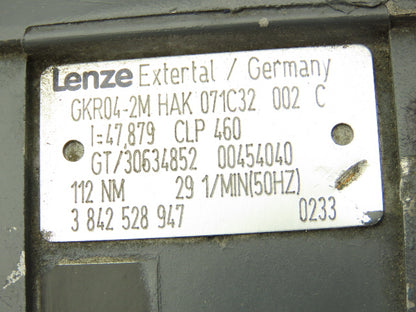 Lenze Extertal / Germany
GKR04-2M HAK 071C32 002 C
I=47,879 CLP 460
GT/30634852 00454040
112 NM 29 1/MIN(50HZ)
3 842 528 947 0233